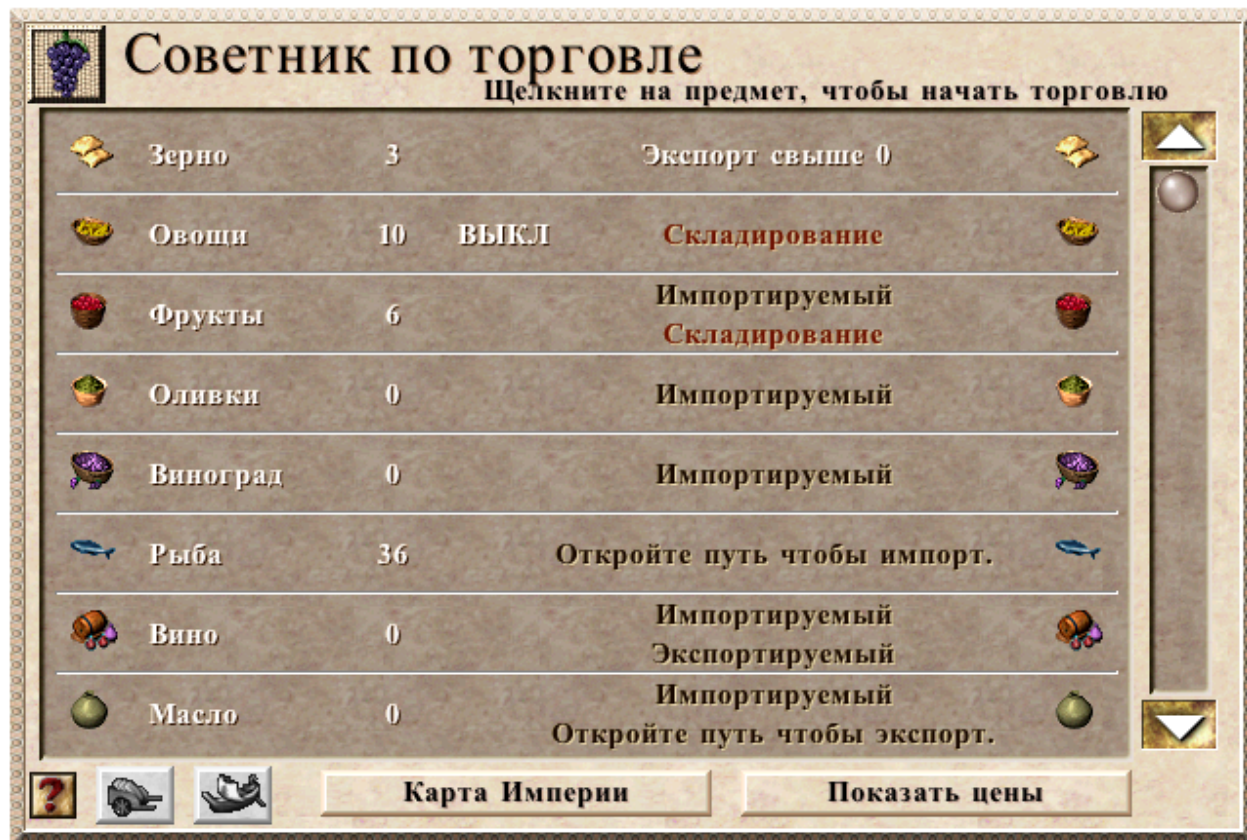 Советник по торговле
Щелкните на предмет, чтобы начать торговлю
Зерно 3 Экспорт свыше 0
Овощи 10 ВЫКЛ Складирование
Фрукты 6 Импортируемый
Складирование
Оливки 0 Импортируемый
Виноград 0 Импортируемый
Рыба 36 Откройте путь чтобы импорт.
Вино 0 Импортируемый
Экспортируемый
Масло 0 Импортируемый
Откройте путь чтобы экспорт.
? Карта Империи Показать цены